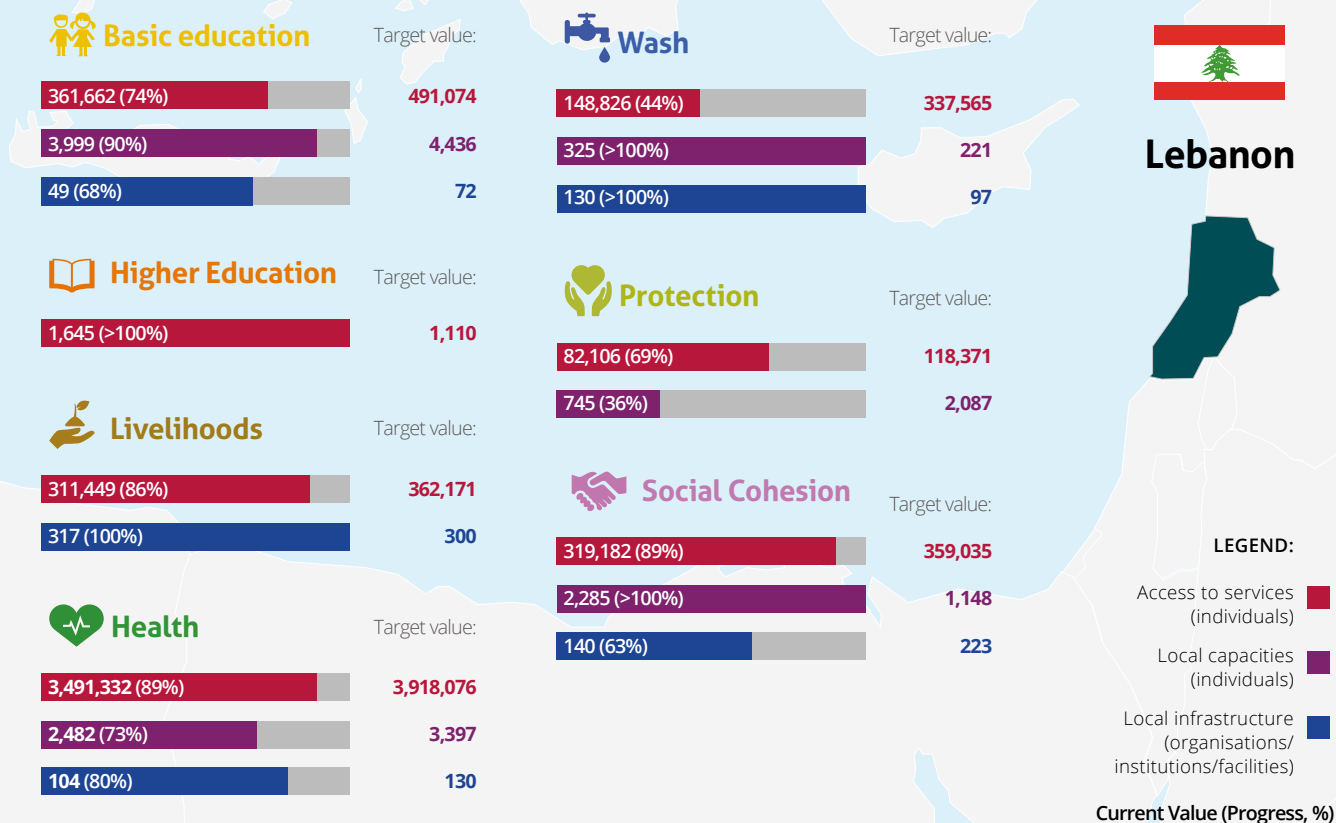 Basic education
Target value:
361,662 (74%)
491,074
3,999 (90%)
4,436
49 (68%)
72
Higher Education
Target value:
1,645 (>100%)
1,110
Livelihoods
Target value:
311,449 (86%)
362,171
317 (100%)
300
Health
Target value:
3,491,332 (89%)
3,918,076
2,482 (73%)
3,397
104 (80%)
130
Wash
Target value:
148,826 (44%)
337,565
325 (>100%)
221
130 (>100%)
97
Protection
Target value:
82,106 (69%)
118,371
745 (36%)
2,087
Social Cohesion
Target value:
319,182 (89%)
359,035
2,285 (>100%)
1,148
140 (63%)
223
Lebanon
LEGEND:
Access to services
(individuals)
Local capacities
(individuals)
Local infrastructure
(organisations/
institutions/facilities)
Current Value (Progress, %)